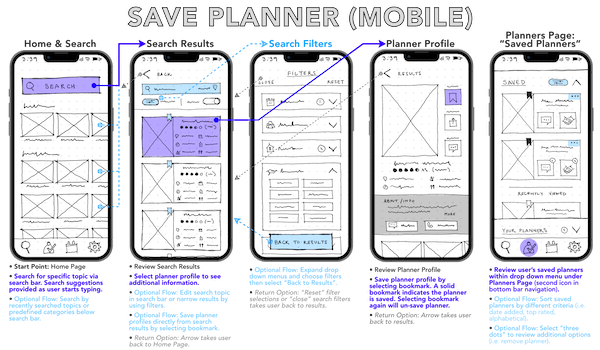 SAVE PLANNER (MOBILE)
Home & Search
Search Results
Search Filters
Planner Profile
Planners Page:
"Saved Planners"
2:39
SEARCH
2:39
BACK
2:39
FILTERS
CLOSE
RESET
BACK TO RESULTS
2:39
RESULTS
ABOUT / INFO
MORE
2:39
SAVED
RECENTLY VIEWED
YOUR PLANNERS
• Start Point: Home Page
• Search for specific topic via
search bar. Search suggestions
provided as user starts typing.
• Optional Flow: Search by
recently searched topics or
predefined categories
below search bar.
• Review Search Results
• Select planner profile to see
additional information.
• Optional Flow: Edit search topic
in search bar or narrow results by
using filters.
• Optional Flow: Save planner
profiles directly from search
results by selecting bookmark.
• Return Option: Arrow takes user
back to Home Page.
• Optional Flow: Expand drop
down menus and choose filters
then select "Back to Results".
• Return Option: "Reset" filter
selections or "close" search filters
takes user back to results.
• Review Planner Profile
• Save planner profile by
selecting bookmark. A solid
bookmark indicates the planner
is saved. Selecting bookmark
again will un-save planner.
• Return Option: Arrow takes user
back to results.
• Review user's saved planners
within drop down menu under
Planners Page (second icon in
bottom bar navigation).
• Optional Flow: Sort saved
planners by different criteria (i.e.
date added, top rated,
alphabetical).
• Optional Flow: Select "three
dots" to review additional options
(i.e. remove planner).